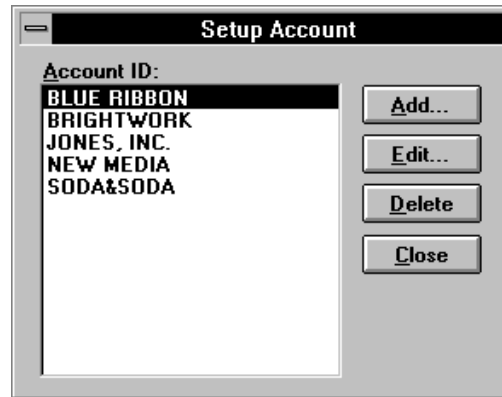 Setup Account
Account ID:
BLUE RIBBON
BRIGHTWORK
JONES, INC.
NEW MEDIA
SODA&SODA
Add...
Edit...
Delete
Close